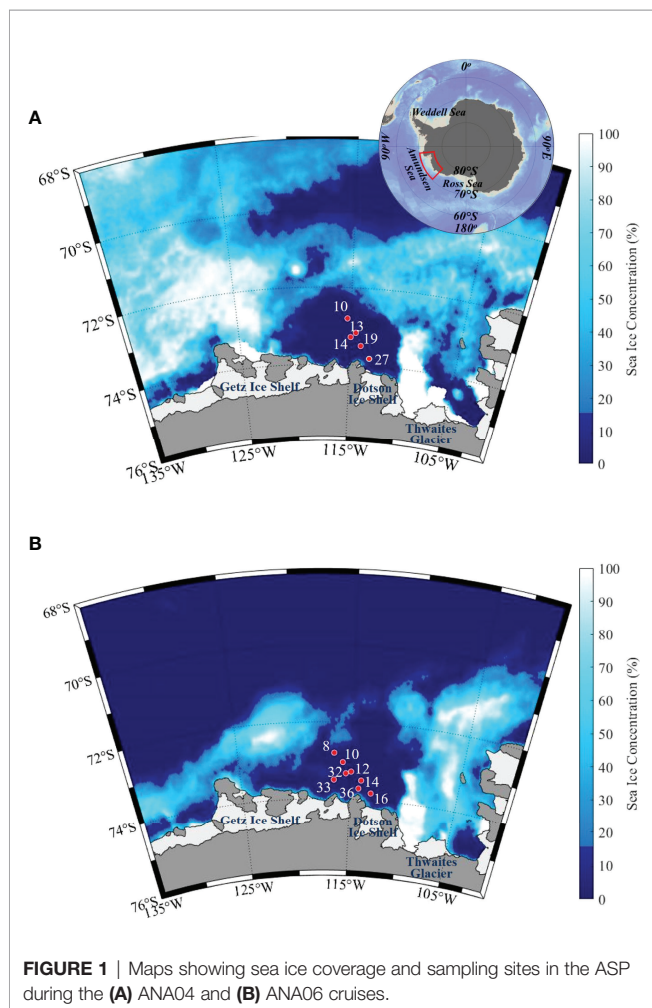 A
0°
Weddell Sea
90°W
90°E
Amundsen
Sea
80°S
Ross Sea
70°S
60°S
180°
68°S
70°S
72°S
74°S
76°S
135°W
125°W
115°W
105°W
10
13
14
19
27
Getz Ice Shelf
Dotson
Ice Shelf
Thwaites
Glacier
100
90
80
70
60
50
40
30
20
10
0
Sea Ice Concentration (%)
B
68°S
70°S
72°S
74°S
76°S
135°W
125°W
115°W
105°W
8
10
32
12
33
14
36
16
Getz Ice Shelf
Dotson
Ice Shelf
Thwaites
Glacier
100
90
80
70
60
50
40
30
20
10
0
Sea Ice Concentration (%)
FIGURE 1 | Maps showing sea ice coverage and sampling sites in the ASP
during the (A) ANA04 and (B) ANA06 cruises.